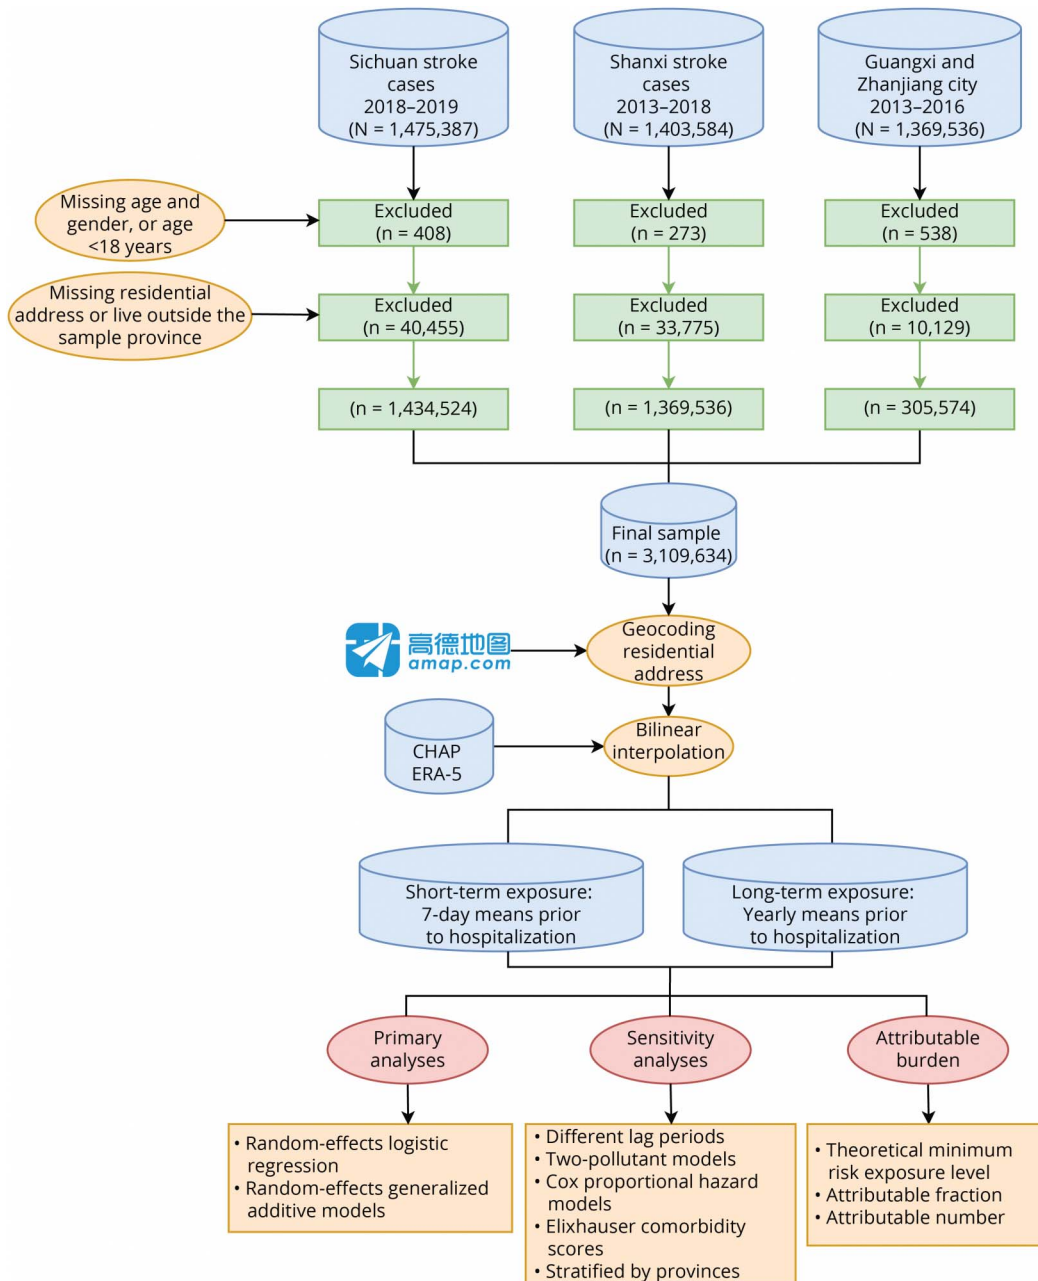 Sichuan stroke
cases
2018–2019
(N = 1,475,387)
Shanxi stroke
cases
2013–2018
(N = 1,403,584)
Guangxi and
Zhanjiang city
2013–2016
(N = 1,369,536)
Missing age and
gender, or age
<18 years
Excluded
(n = 408)
Excluded
(n = 273)
Excluded
(n = 538)
Missing residential
address or live outside the
sample province
Excluded
(n = 40,455)
Excluded
(n = 33,775)
Excluded
(n = 10,129)
(n = 1,434,524)
(n = 1,369,536)
(n = 305,574)
Final sample
(n = 3,109,634)
高德地图
amap.com
Geocoding
residential
address
CHAP
ERA-5
Bilinear
interpolation
Short-term exposure:
7-day means prior
to hospitalization
Long-term exposure:
Yearly means prior
to hospitalization
Primary
analyses
Sensitivity
analyses
Attributable
burden
• Random-effects logistic
regression
• Random-effects generalized
additive models
• Different lag periods
• Two-pollutant models
• Cox proportional hazard
models
• Elixhauser comorbidity
scores
• Stratified by provinces
• Theoretical minimum
risk exposure level
• Attributable fraction
• Attributable number